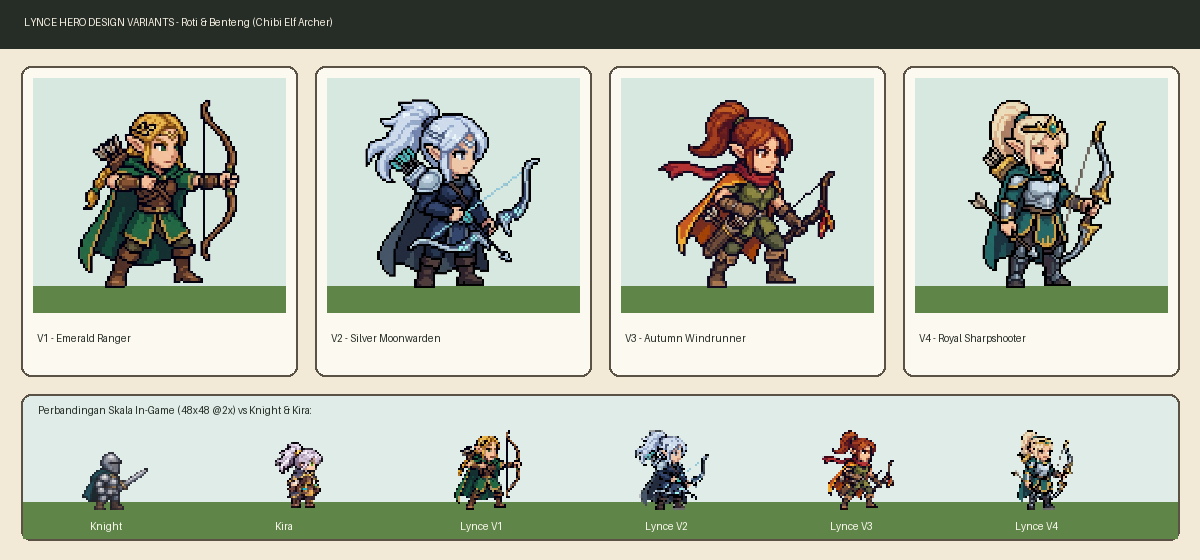 LYNCE HERO DESIGN VARIANTS - Roti & Benteng (Chibi Elf Archer)
V1 - Emerald Ranger
V2 - Silver Moonwarden
V3 - Autumn Windrunner
V4 - Royal Sharpshooter
Perbandingan Skala In-Game (48x48 @2x) vs Knight & Kira:
Knight
Kira
Lynce V1
Lynce V2
Lynce V3
Lynce V4